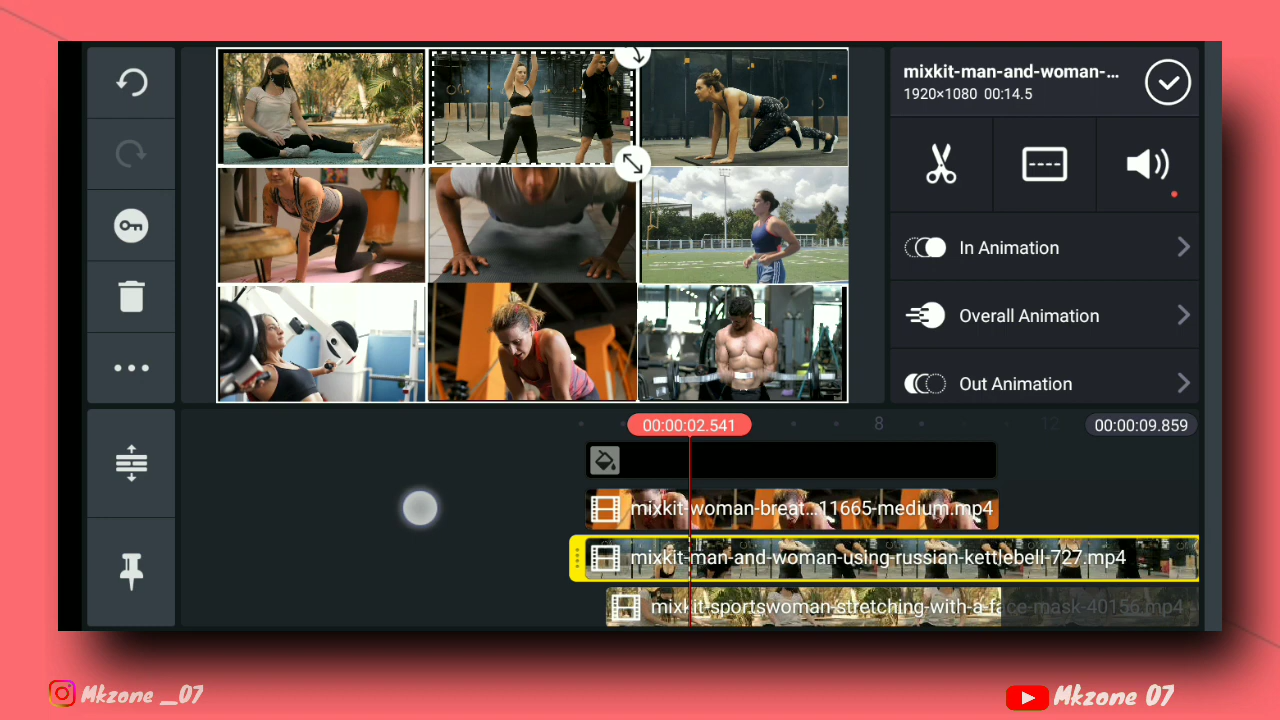 mixkit-man-and-woman-...
1920×1080 00:14.5
In Animation
Overall Animation
Out Animation
00:00:02.541
8
12
00:00:09.859
mixkit-woman-breat...11665-medium.mp4
mixkit-man-and-woman-using-russian-kettlebell-727.mp4
mixkit-sportswoman-stretching-with-a-face-mask-40156.mp4
Mkzone _07
Mkzone 07